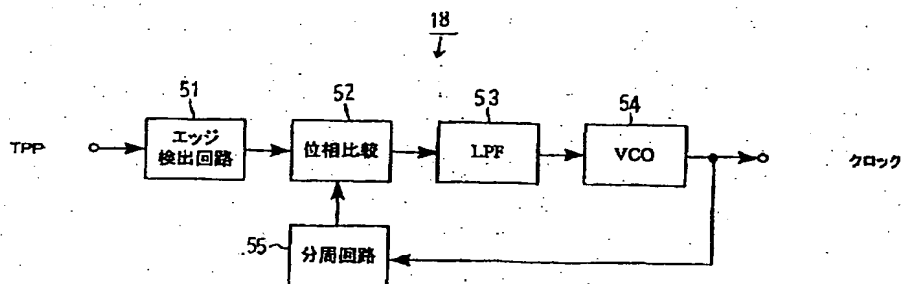 18
51
52
53
54
TPP
エッジ
検出回路
位相比較
LPF
VCO
クロック
55
分周回路